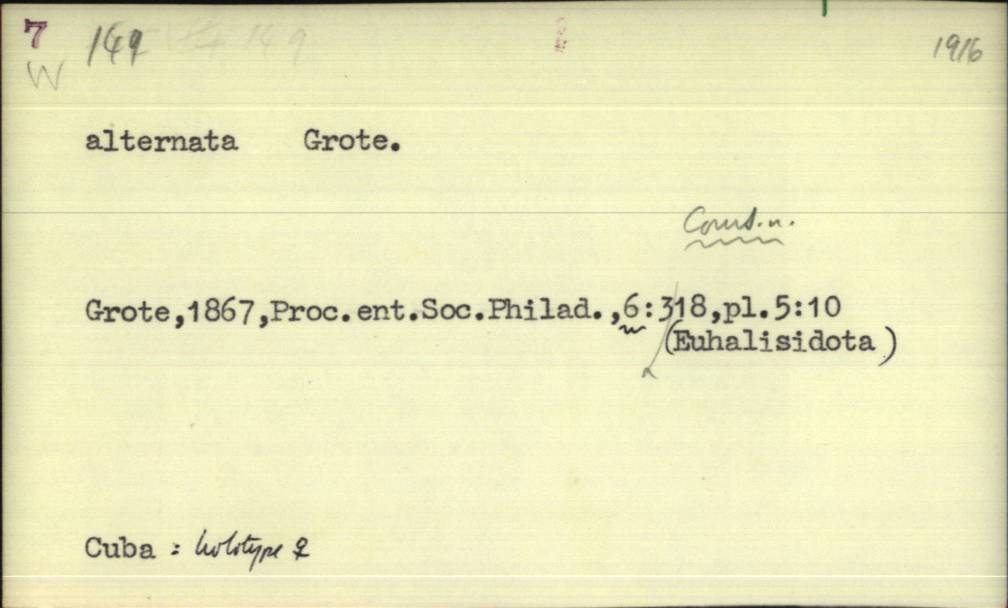 7 149 1916
W
alternata Grote.
Comb.n.
Grote,1867,Proc.ent.Soc.Philad.,6:318,pl.5:10
(Euhalisidota)
Cuba : holotype ♀